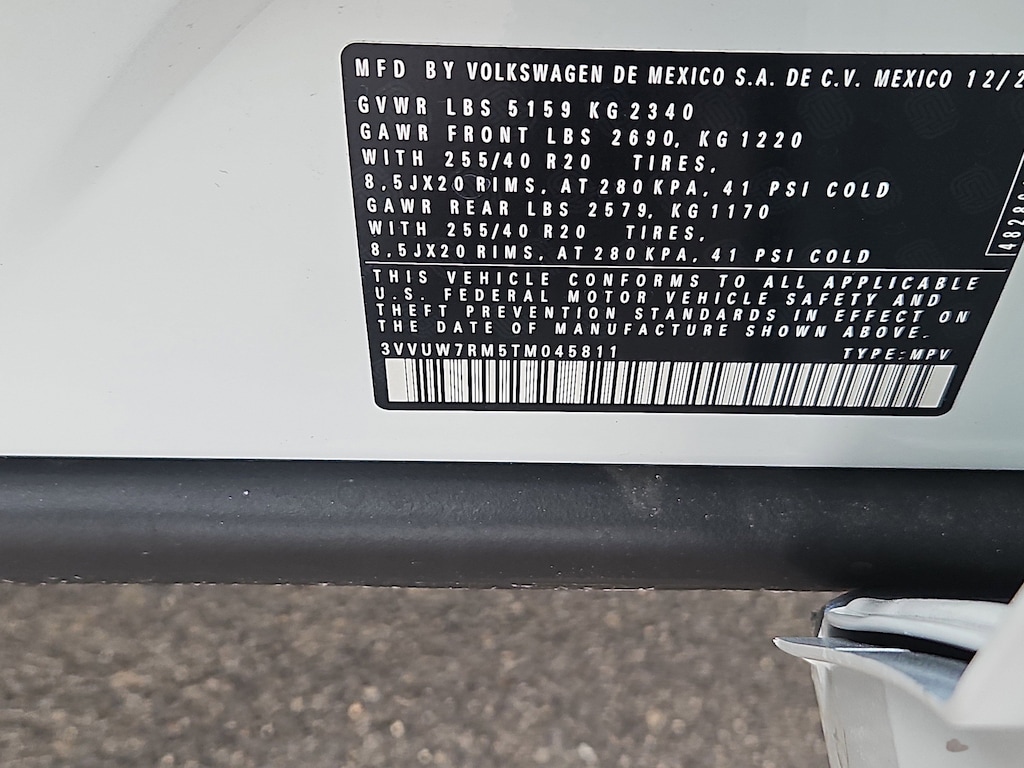 MFD BY VOLKSWAGEN DE MEXICO S.A. DE C.V. MEXICO 12/2
GVWR LBS 5159 KG 2340
GAWR FRONT LBS 2690, KG 1220
WITH 255/40 R20 TIRES,
8,5JX20 RIMS, AT 280 KPA, 41 PSI COLD
GAWR REAR LBS 2579, KG 1170
WITH 255/40 R20 TIRES,
8,5JX20 RIMS, AT 280 KPA, 41 PSI COLD
THIS VEHICLE CONFORMS TO ALL APPLICABLE
U.S. FEDERAL MOTOR VEHICLE SAFETY AND
THEFT PREVENTION STANDARDS IN EFFECT ON
THE DATE OF MANUFACTURE SHOWN ABOVE.
3VVUW7RM5TM045811 TYPE:MPV
48280